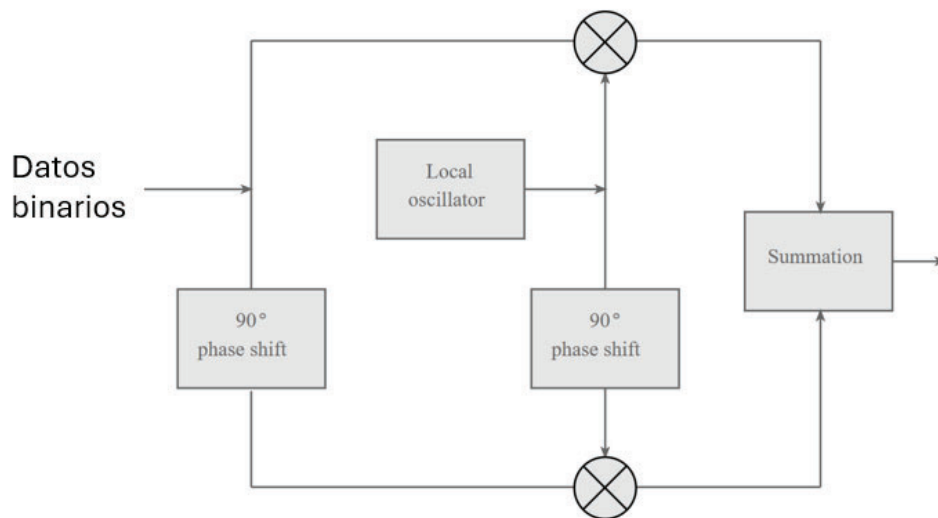 Datos
binarios
Local
oscillator
Summation
90°
phase shift
90°
phase shift